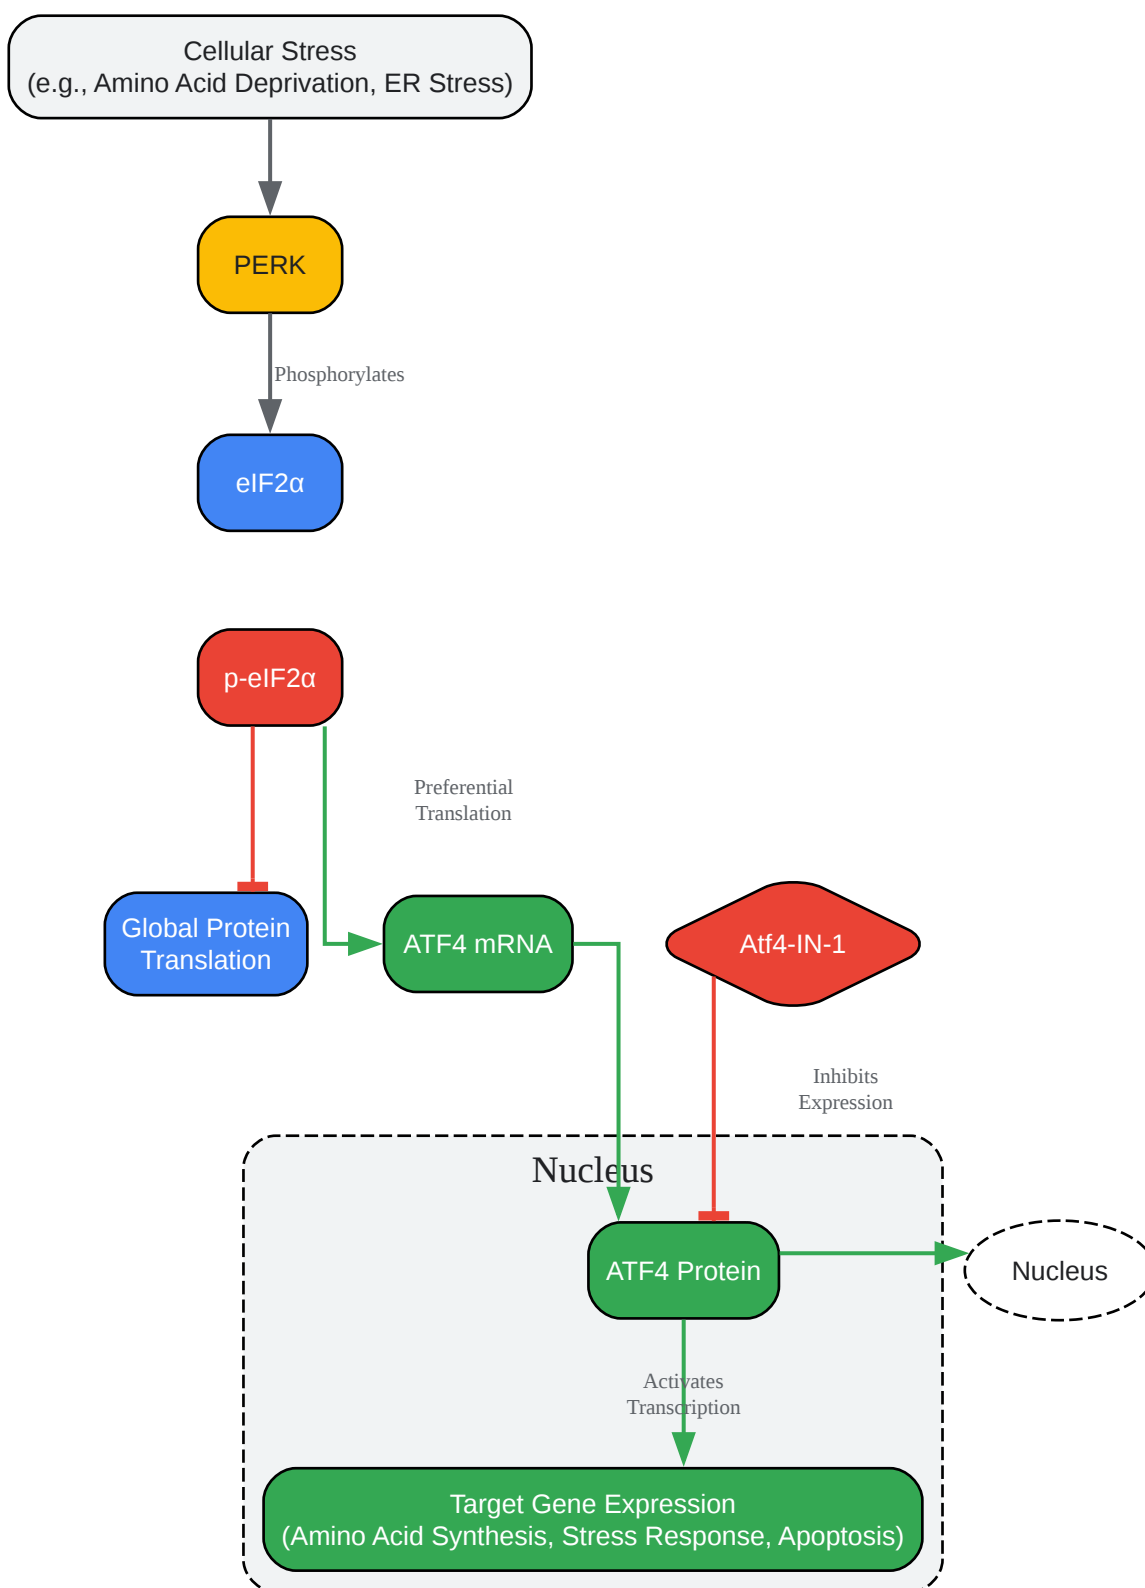 Cellular Stress
(e.g., Amino Acid Deprivation, ER Stress)
PERK
Phosphorylates
eIF2α
p-eIF2α
Preferential
Translation
Global Protein
Translation
ATF4 mRNA
Atf4-IN-1
Inhibits
Expression
Nucleus
ATF4 Protein
Nucleus
Activates
Transcription
Target Gene Expression
(Amino Acid Synthesis, Stress Response, Apoptosis)